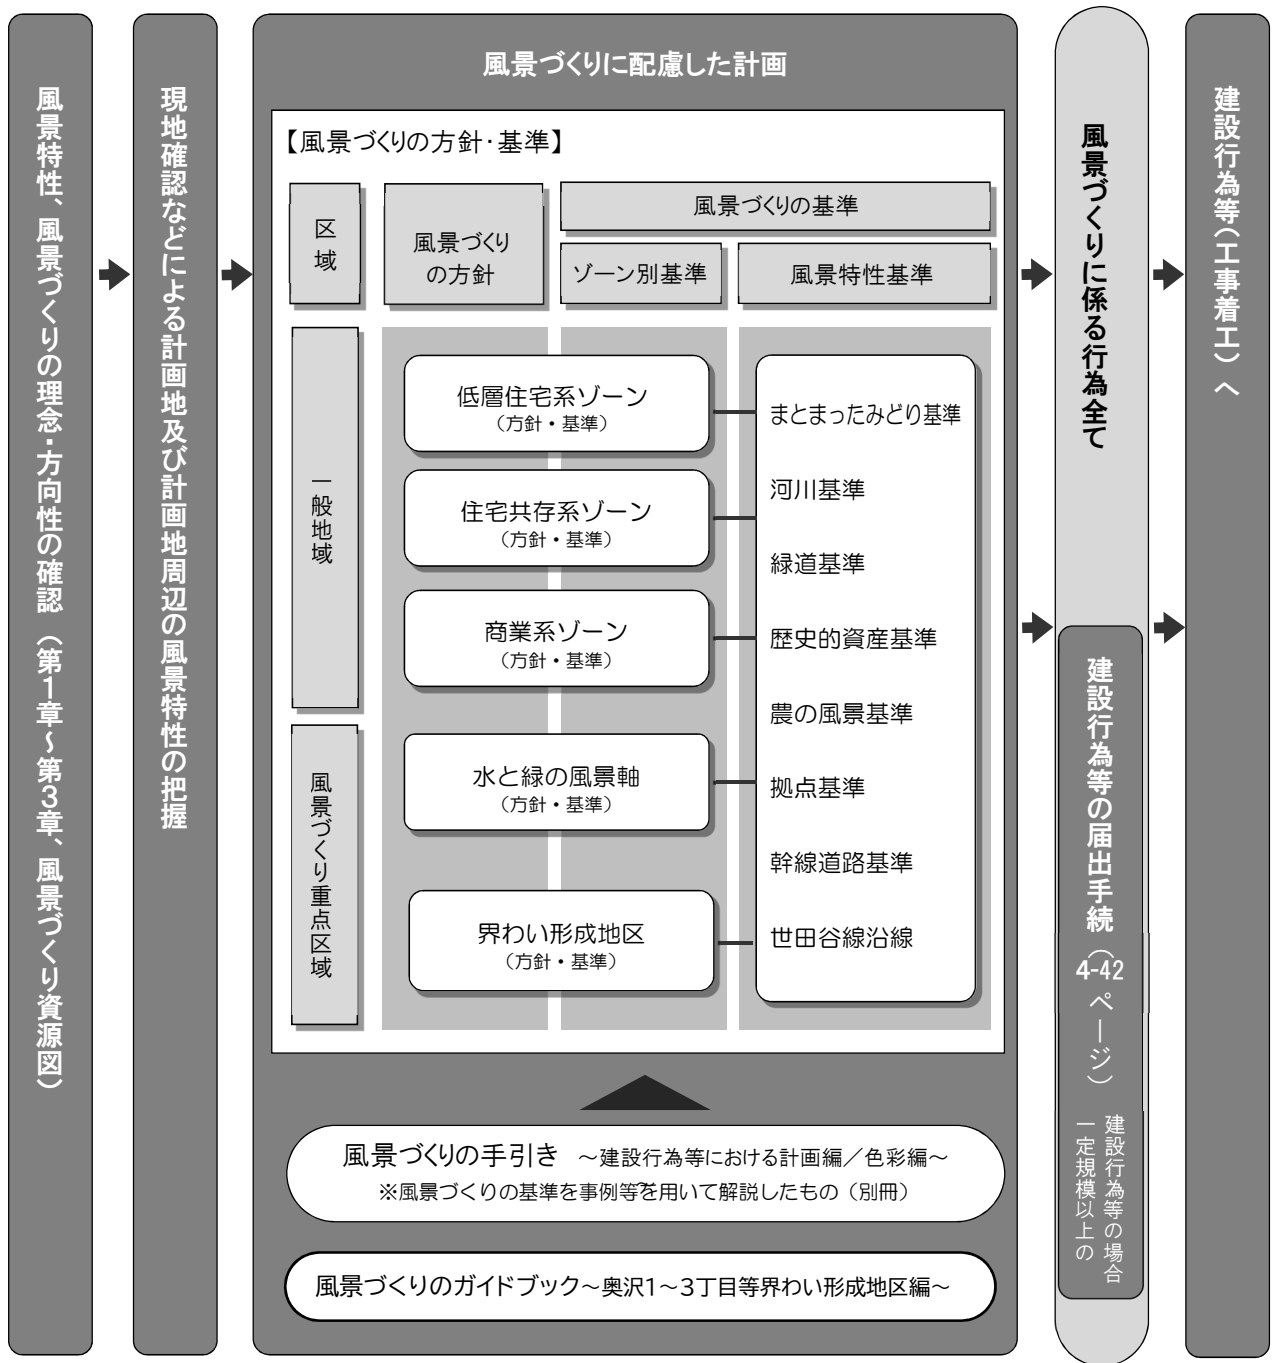 風景特性、風景づくりの理念・方向性の確認（第1章～第3章、風景づくり資源図）
現地確認などによる計画地及び計画地周辺の風景特性の把握
風景づくりに配慮した計画
【風景づくりの方針・基準】
区域
風景づくり
の方針
風景づくりの基準
ゾーン別基準
風景特性基準
一般地域
低層住宅系ゾーン
（方針・基準）
住宅共存系ゾーン
（方針・基準）
商業系ゾーン
（方針・基準）
風景づくり重点区域
水と緑の風景軸
（方針・基準）
界わい形成地区
（方針・基準）
まとまったみどり基準
河川基準
緑道基準
歴史的資産基準
農の風景基準
拠点基準
幹線道路基準
世田谷線沿線
風景づくりの手引き ～建設行為等における計画編／色彩編～
※風景づくりの基準を事例等を用いて解説したもの（別冊）
風景づくりのガイドブック～奥沢1～3丁目等界わい形成地区編～
風景づくりに係る行為全て
建設行為等の届出手続（4-42ページ）
一定規模以上の
建設行為等の場合
建設行為等（工事着工）へ